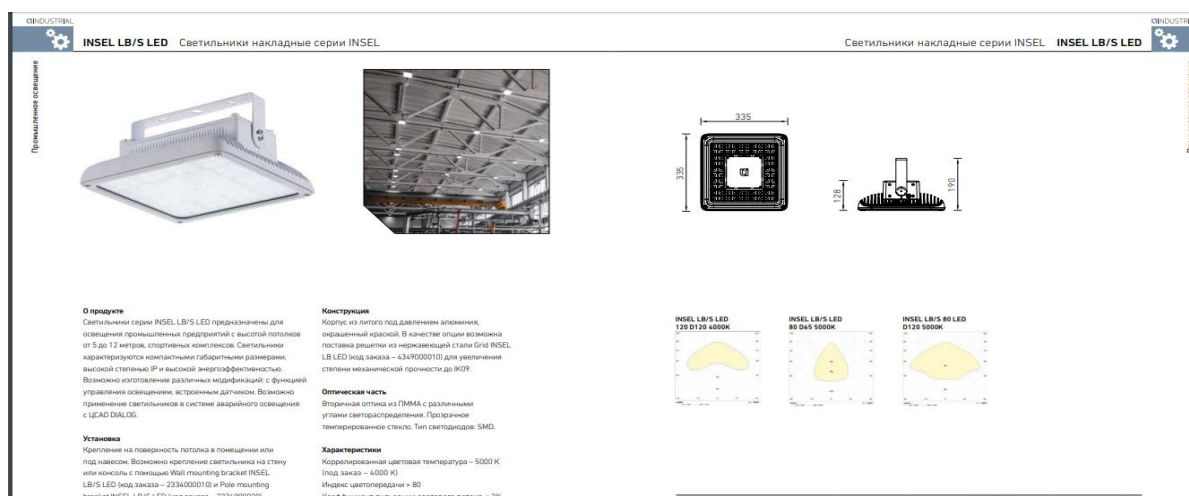 INDUSTRIAL
INSEL LB/S LED Светильники накладные серии INSEL
Промышленное освещение
О продукте
Светильники серии INSEL LB/S LED предназначены для
освещения промышленных предприятий с высотой потолков
от 5 до 12 метров, спортивных комплексов. Светильники
характеризуются компактными габаритными размерами,
высокой степенью IP и высокой энергоэффективностью.
Возможно изготовление различных модификаций: с функцией
управления освещением, встроенным датчиком. Возможно
применение светильников в системе аварийного освещения
с ЦСАО DIALOG.
Установка
Крепление на поверхность потолка в помещении или
под навесом. Возможно крепление светильника на стену
или консоль с помощью Wall mounting bracket INSEL
LB/S LED (код заказа – 2334000010) и Pole mounting
bracket INSEL LB/S LED (код заказа – 2334000020)
Конструкция
Корпус из литого под давлением алюминия,
окрашенный краской. В качестве опции возможна
поставка решетки из нержавеющей стали Grid INSEL
LB LED (код заказа – 4349000010) для увеличения
степени механической прочности до IK09.
Оптическая часть
Вторичная оптика из ПММА с различными
углами светораспределения. Прозрачное
темперированное стекло. Тип светодиодов: SMD.
Характеристики
Коррелированная цветовая температура – 5000 К
(под заказ – 4000 К)
Индекс цветопередачи > 80
Светильники накладные серии INSEL INSEL LB/S LED
INDUSTRI
335
335
128
190
INSEL LB/S LED
120 D120 4000K
INSEL LB/S LED
80 D65 5000K
INSEL LB/S 80 LED
D120 5000K